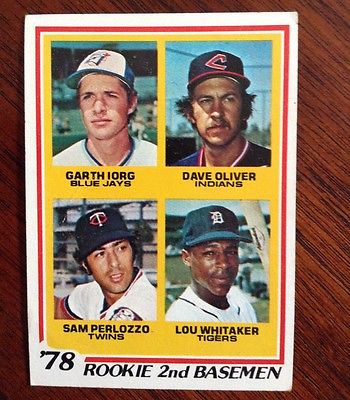 GARTH IORG
BLUE JAYS
DAVE OLIVER
INDIANS
SAM PERLOZZO
TWINS
LOU WHITAKER
TIGERS
'78 ROOKIE 2nd BASEMEN